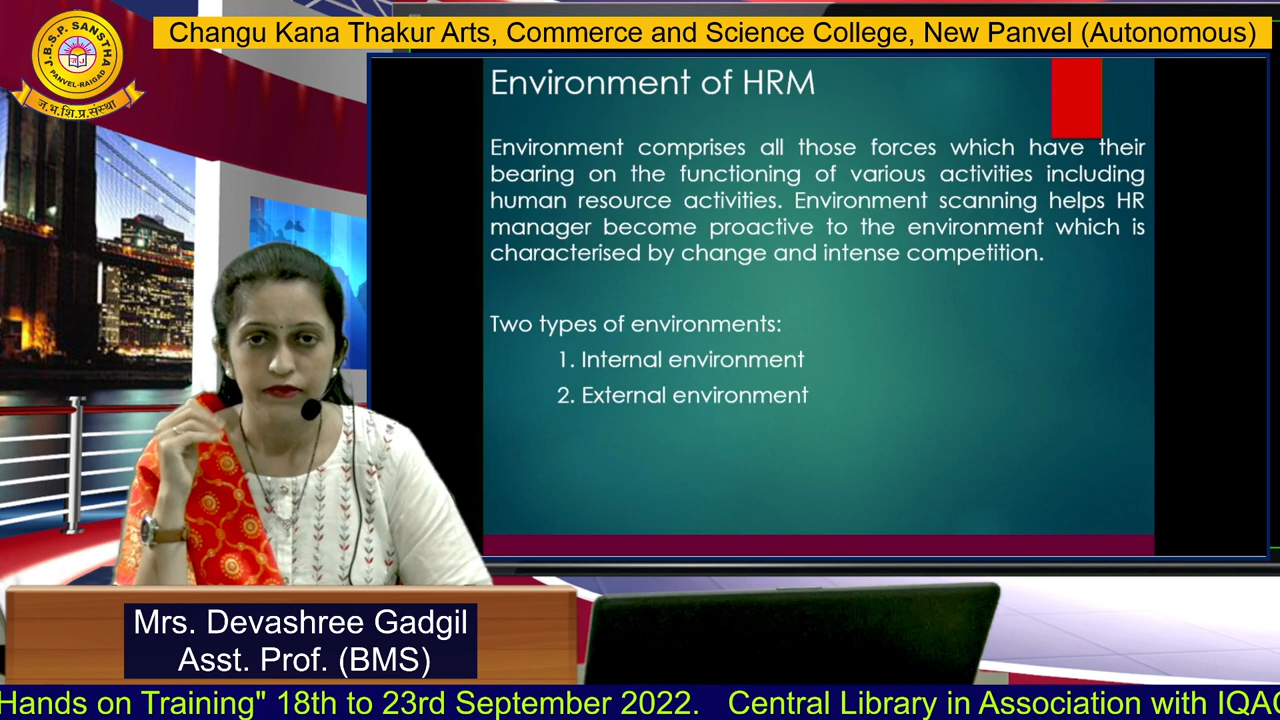 Changu Kana Thakur Arts, Commerce and Science College, New Panvel (Autonomous)
J.B.S.P. SANSTHA
PANVEL-RAIGAD
ज.भ.शि.प्र.संस्था
Environment of HRM
Environment comprises all those forces which have their
bearing on the functioning of various activities including
human resource activities. Environment scanning helps HR
manager become proactive to the environment which is
characterised by change and intense competition.
Two types of environments:
1. Internal environment
2. External environment
Mrs. Devashree Gadgil
Asst. Prof. (BMS)
Hands on Training" 18th to 23rd September 2022. Central Library in Association with IQAC